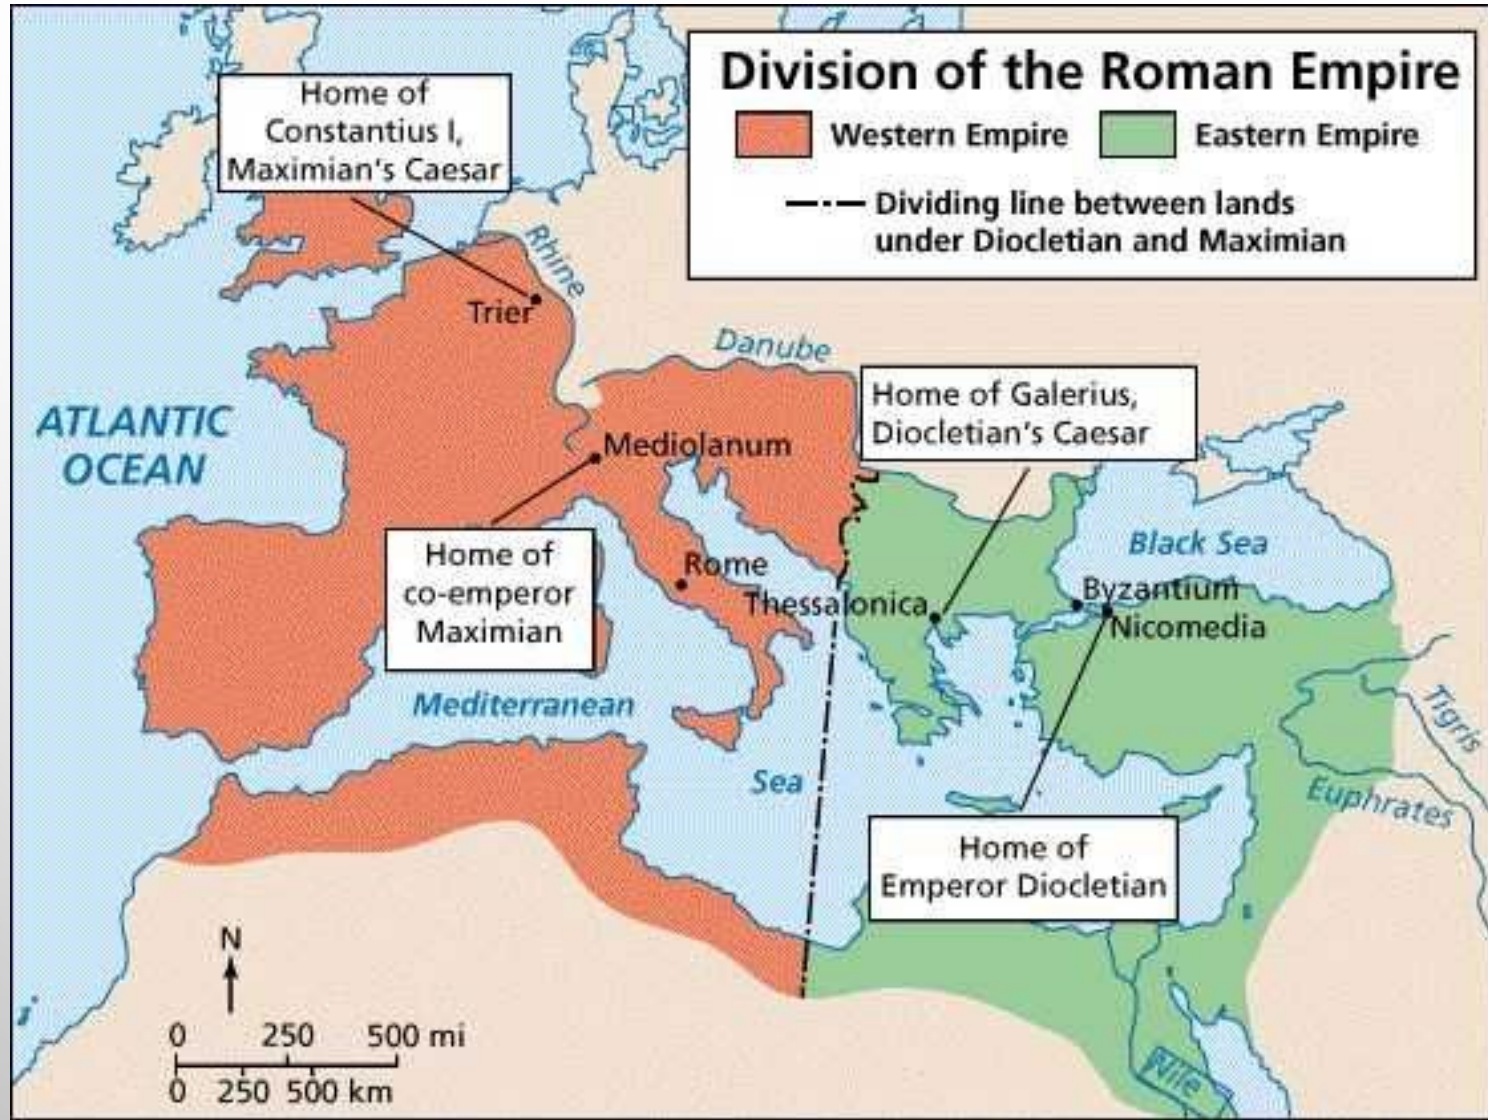 Division of the Roman Empire
Western Empire
Eastern Empire
Dividing line between lands
under Diocletian and Maximian
Home of
Constantius I,
Maximian's Caesar
Rhine
Trier
Danube
Home of Galerius,
Diocletian's Caesar
ATLANTIC
OCEAN
Mediolanum
Home of
co-emperor
Maximian
Rome
Black Sea
Thessalonica
Byzantium
Nicomedia
Mediterranean
Sea
Tigris
Euphrates
Home of
Emperor Diocletian
N
0 250 500 mi
0 250 500 km
Nile